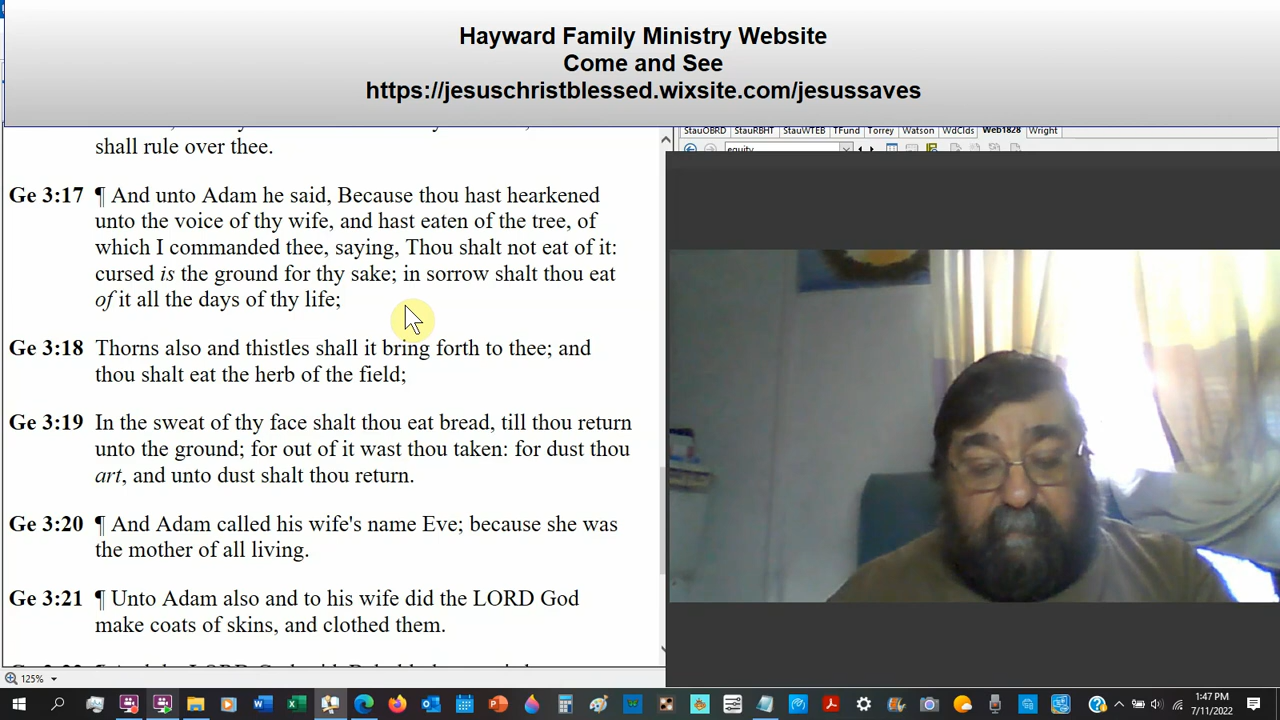 Hayward Family Ministry Website
Come and See
https://jesuschristblessed.wixsite.com/jesussaves
StauOBRD StauRBHT StauWTEB TFund Torrey Watson WdClds Web1828 Wright
equity
shall rule over thee.
Ge 3:17 ¶ And unto Adam he said, Because thou hast hearkened
unto the voice of thy wife, and hast eaten of the tree, of
which I commanded thee, saying, Thou shalt not eat of it:
cursed is the ground for thy sake; in sorrow shalt thou eat
of it all the days of thy life;
Ge 3:18 Thorns also and thistles shall it bring forth to thee; and
thou shalt eat the herb of the field;
Ge 3:19 In the sweat of thy face shalt thou eat bread, till thou return
unto the ground; for out of it wast thou taken: for dust thou
art, and unto dust shalt thou return.
Ge 3:20 ¶ And Adam called his wife's name Eve; because she was
the mother of all living.
Ge 3:21 ¶ Unto Adam also and to his wife did the LORD God
make coats of skins, and clothed them.
125%
1:47 PM
7/11/2022